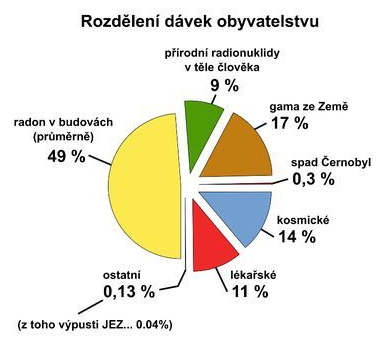 Rozdělení dávek obyvatelstvu
přírodní radionuklidy
v těle člověka
9 %
gama ze Země
17 %
radon v budovách
(průměrně)
49 %
spad Černobyl
0,3 %
kosmické
14 %
lékařské
11 %
ostatní
0,13 %
(z toho výpusti JEZ... 0.04%)